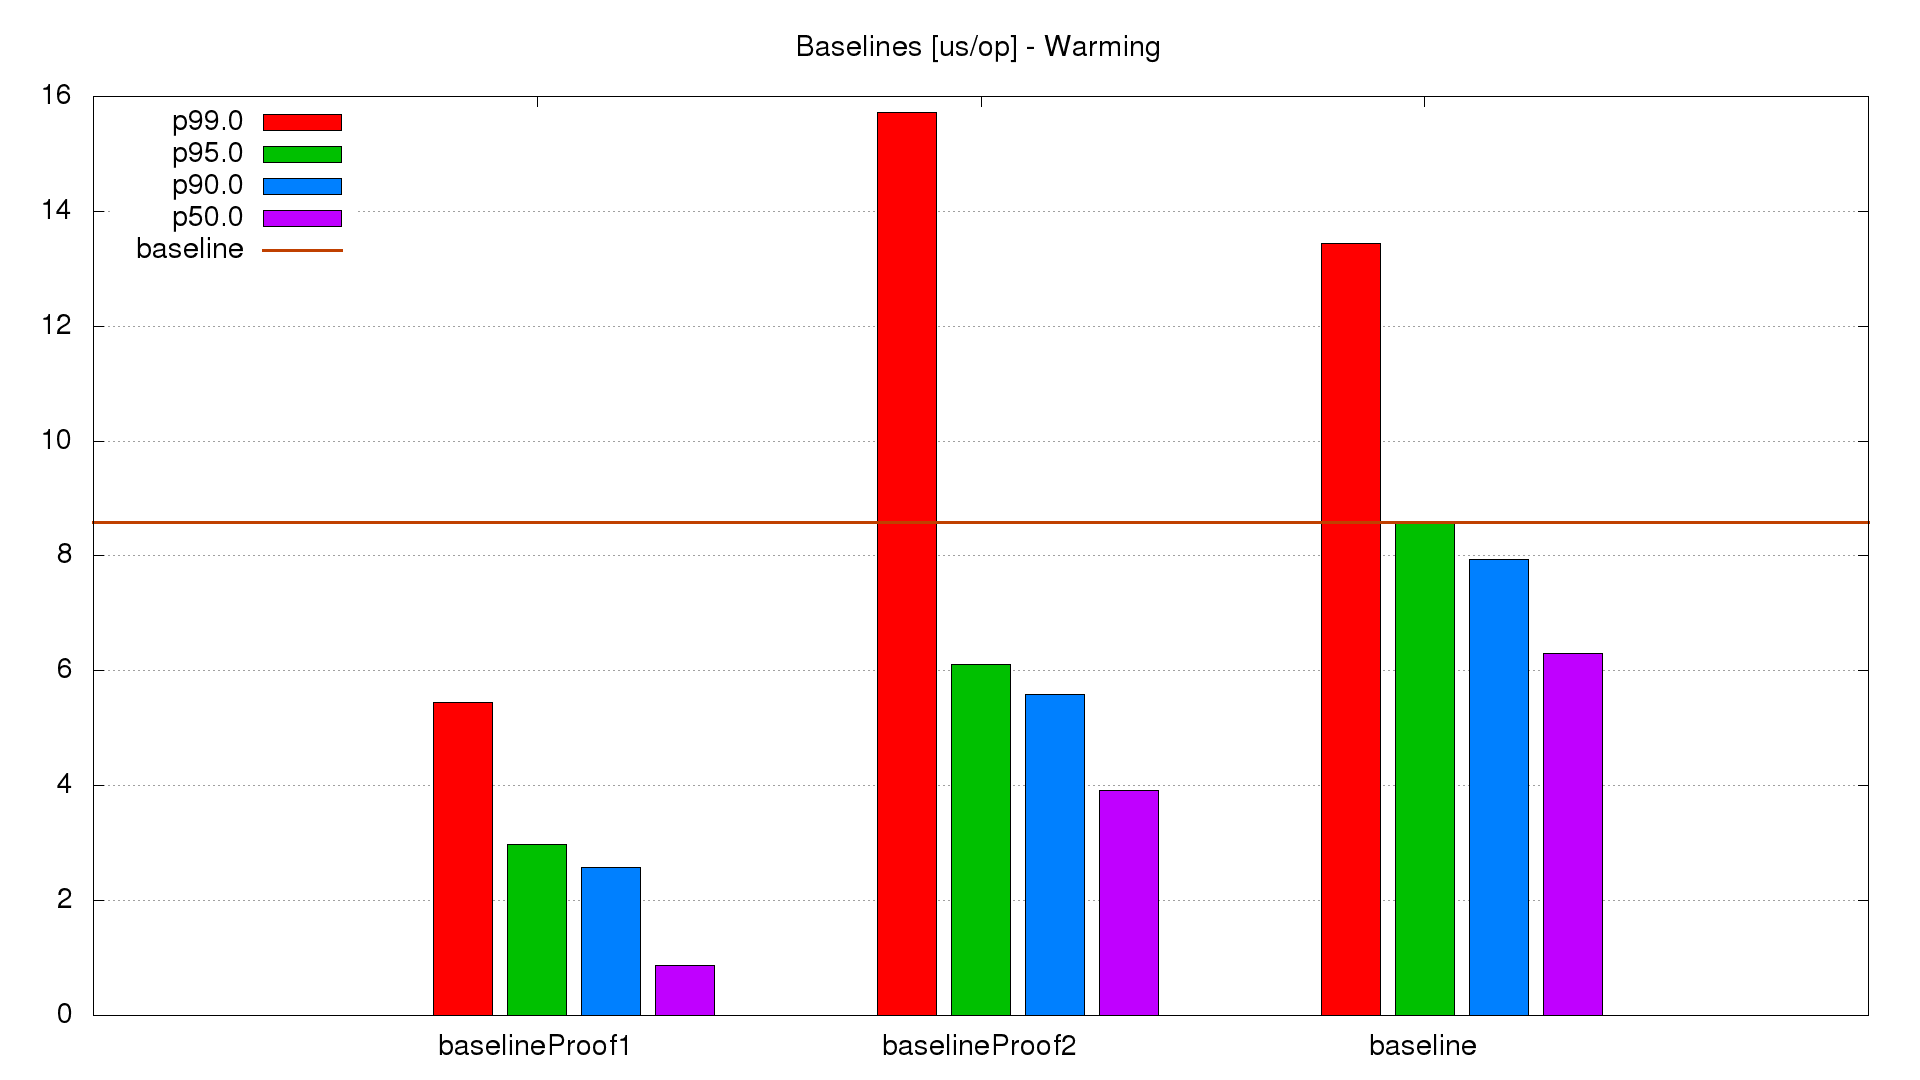 Baselines [us/op] - Warming
16
14
12
10
8
6
4
2
0
p99.0
p95.0
p90.0
p50.0
baseline
baselineProof1
baselineProof2
baseline